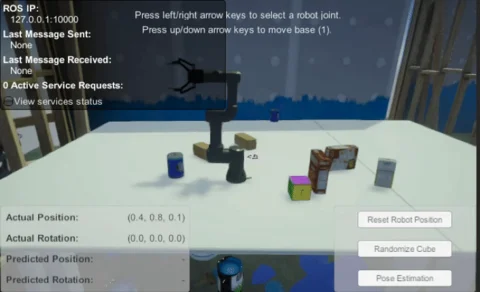 ROS IP:
127.0.0.1:10000
Last Message Sent:
None
Last Message Received:
None
0 Active Service Requests:
View services status
Press left/right arrow keys to select a robot joint.
Press up/down arrow keys to move base (1).
Actual Position: (0.4, 0.8, 0.1)
Actual Rotation: (0.0, 0.0, 0.0)
Predicted Position: -
Predicted Rotation: -
Reset Robot Position
Randomize Cube
Pose Estimation